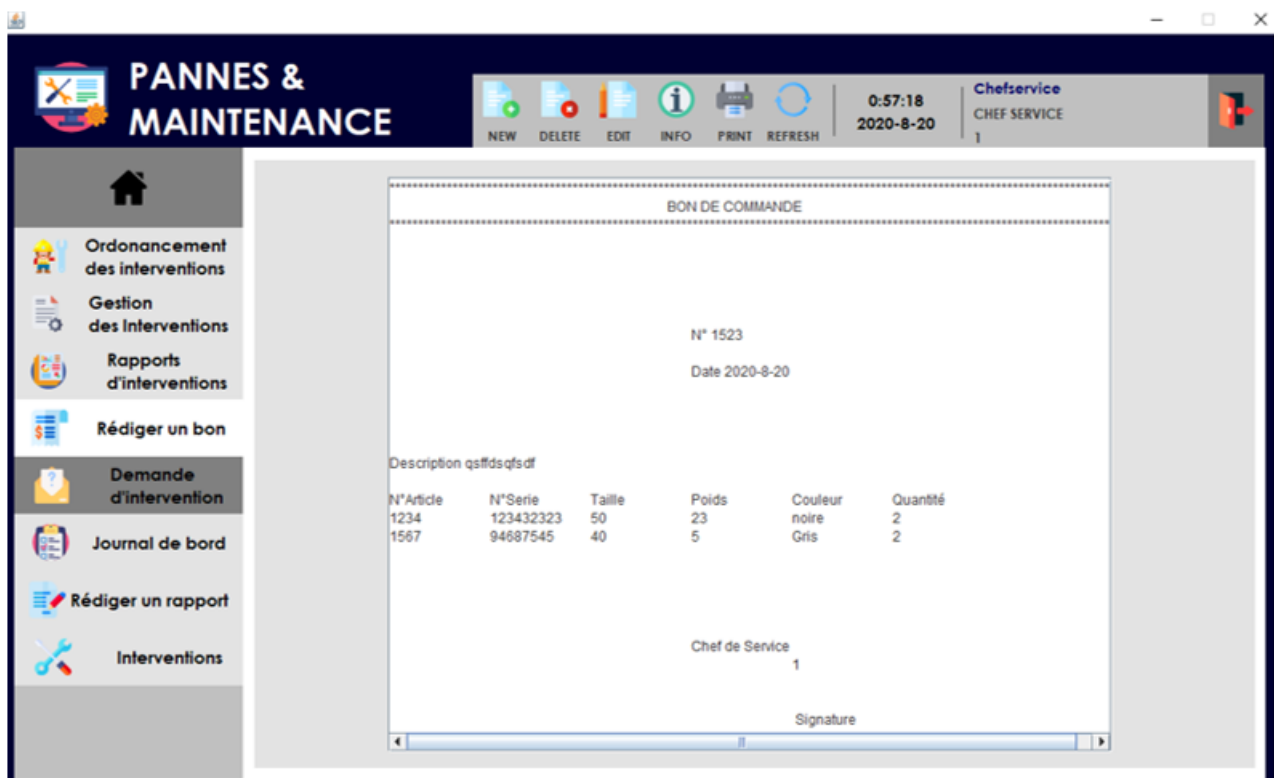 PANNES &
MAINTENANCE
NEW DELETE EDIT INFO PRINT REFRESH
0:57:18
2020-8-20
Chefservice
CHEF SERVICE
1
Ordonancement
des interventions
Gestion
des Interventions
Rapports
d'interventions
Rédiger un bon
Demande
d'intervention
Journal de bord
Rédiger un rapport
Interventions
BON DE COMMANDE
N° 1523
Date 2020-8-20
Description qsffdsqfsdf
N°Article N°Serie Taille Poids Couleur Quantité
1234 123432323 50 23 noire 2
1567 94687545 40 5 Gris 2
Chef de Service
1
Signature